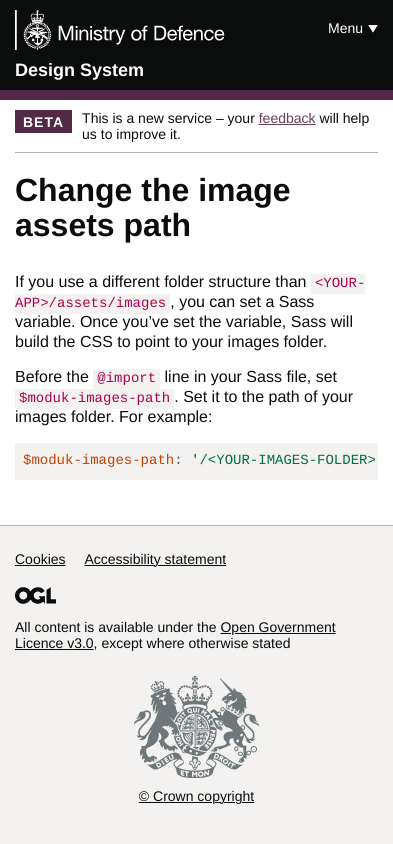 Ministry of Defence
Menu
Design System
BETA
This is a new service – your feedback will help
us to improve it.
Change the image
assets path
If you use a different folder structure than <YOUR-
APP>/assets/images, you can set a Sass
variable. Once you’ve set the variable, Sass will
build the CSS to point to your images folder.
Before the @import line in your Sass file, set
$moduk-images-path. Set it to the path of your
images folder. For example:
$moduk-images-path: '/<YOUR-IMAGES-FOLDER>
Cookies
Accessibility statement
OGL
All content is available under the Open Government
Licence v3.0, except where otherwise stated
DIEU ET MON DROIT
© Crown copyright